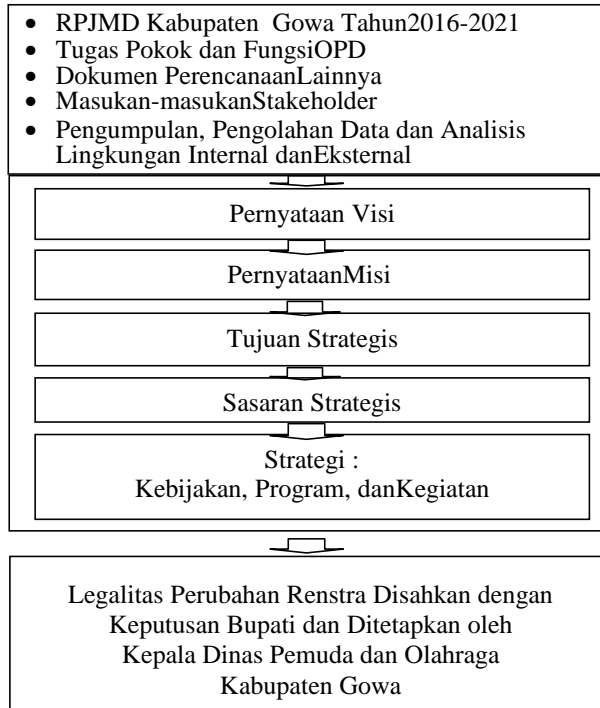 • RPJMD Kabupaten Gowa Tahun2016-2021
• Tugas Pokok dan FungsiOPD
• Dokumen PerencanaanLainnya
• Masukan-masukanStakeholder
• Pengumpulan, Pengolahan Data dan Analisis
Lingkungan Internal danEksternal
Pernyataan Visi
PernyataanMisi
Tujuan Strategis
Sasaran Strategis
Strategi :
Kebijakan, Program, danKegiatan
Legalitas Perubahan Renstra Disahkan dengan
Keputusan Bupati dan Ditetapkan oleh
Kepala Dinas Pemuda dan Olahraga
Kabupaten Gowa